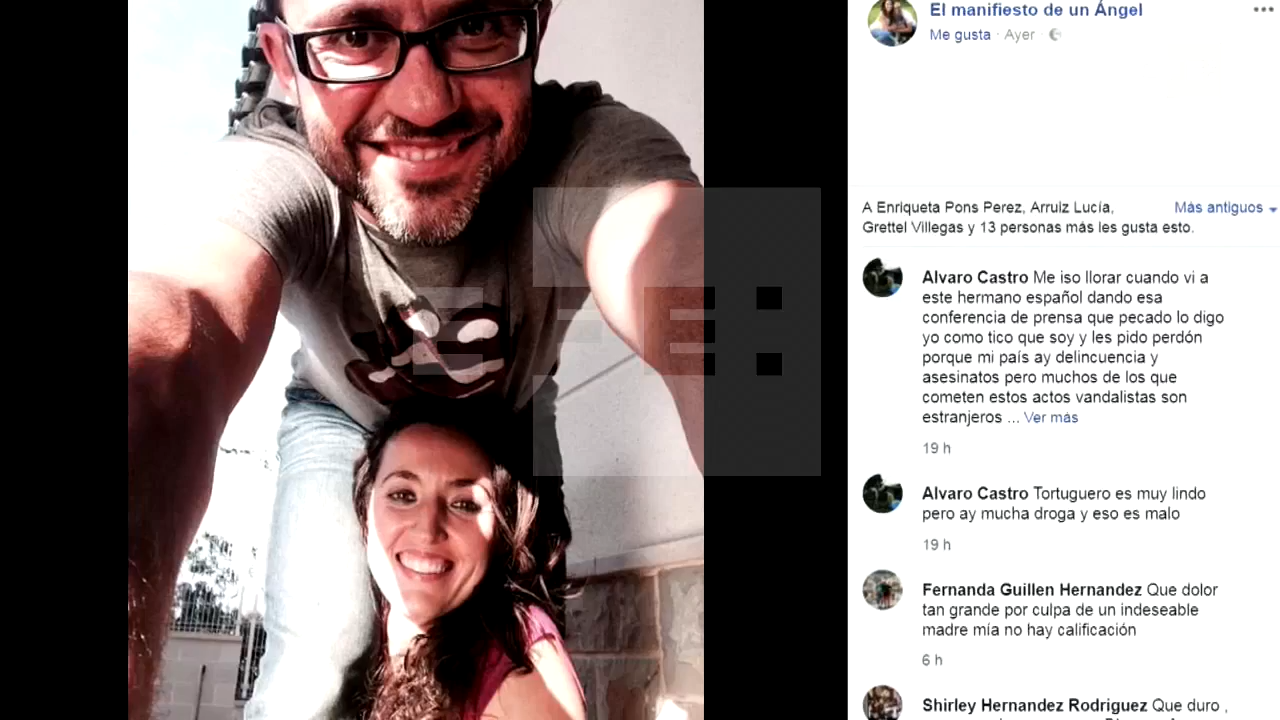 El manifiesto de un Ángel
Me gusta · Ayer ·
A Enriqueta Pons Perez, Arruiz Lucía,
Grettel Villegas y 13 personas más les gusta esto.
Más antiguos
Alvaro Castro Me iso llorar cuando vi a
este hermano español dando esa
conferencia de prensa que pecado lo digo
yo como tico que soy y les pido perdón
porque mi país ay delincuencia y
asesinatos pero muchos de los que
cometen estos actos vandalistas son
estranjeros ... Ver más
19 h
Alvaro Castro Tortuguero es muy lindo
pero ay mucha droga y eso es malo
19 h
Fernanda Guillen Hernandez Que dolor
tan grande por culpa de un indeseable
madre mía no hay calificación
6 h
Shirley Hernandez Rodriguez Que duro ,
EFE: